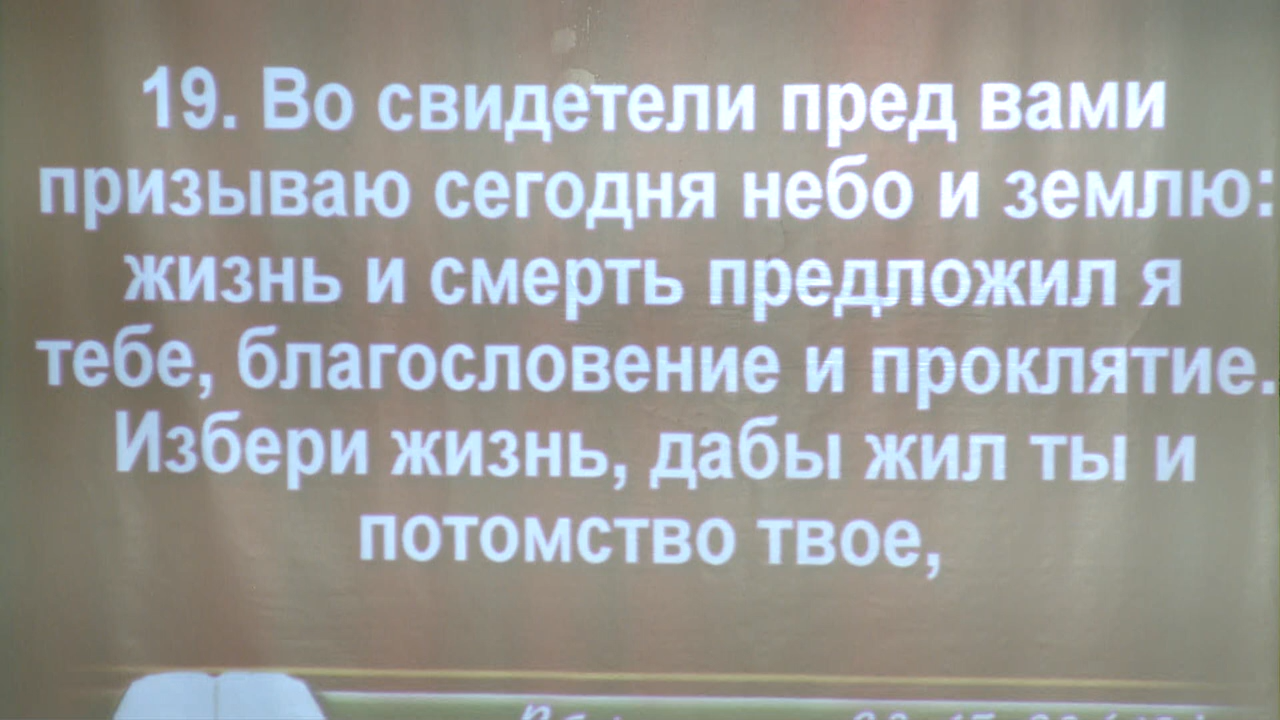 19. Во свидетели пред вами
призываю сегодня небо и землю:
жизнь и смерть предложил я
тебе, благословение и проклятие.
Избери жизнь, дабы жил ты и
потомство твое,